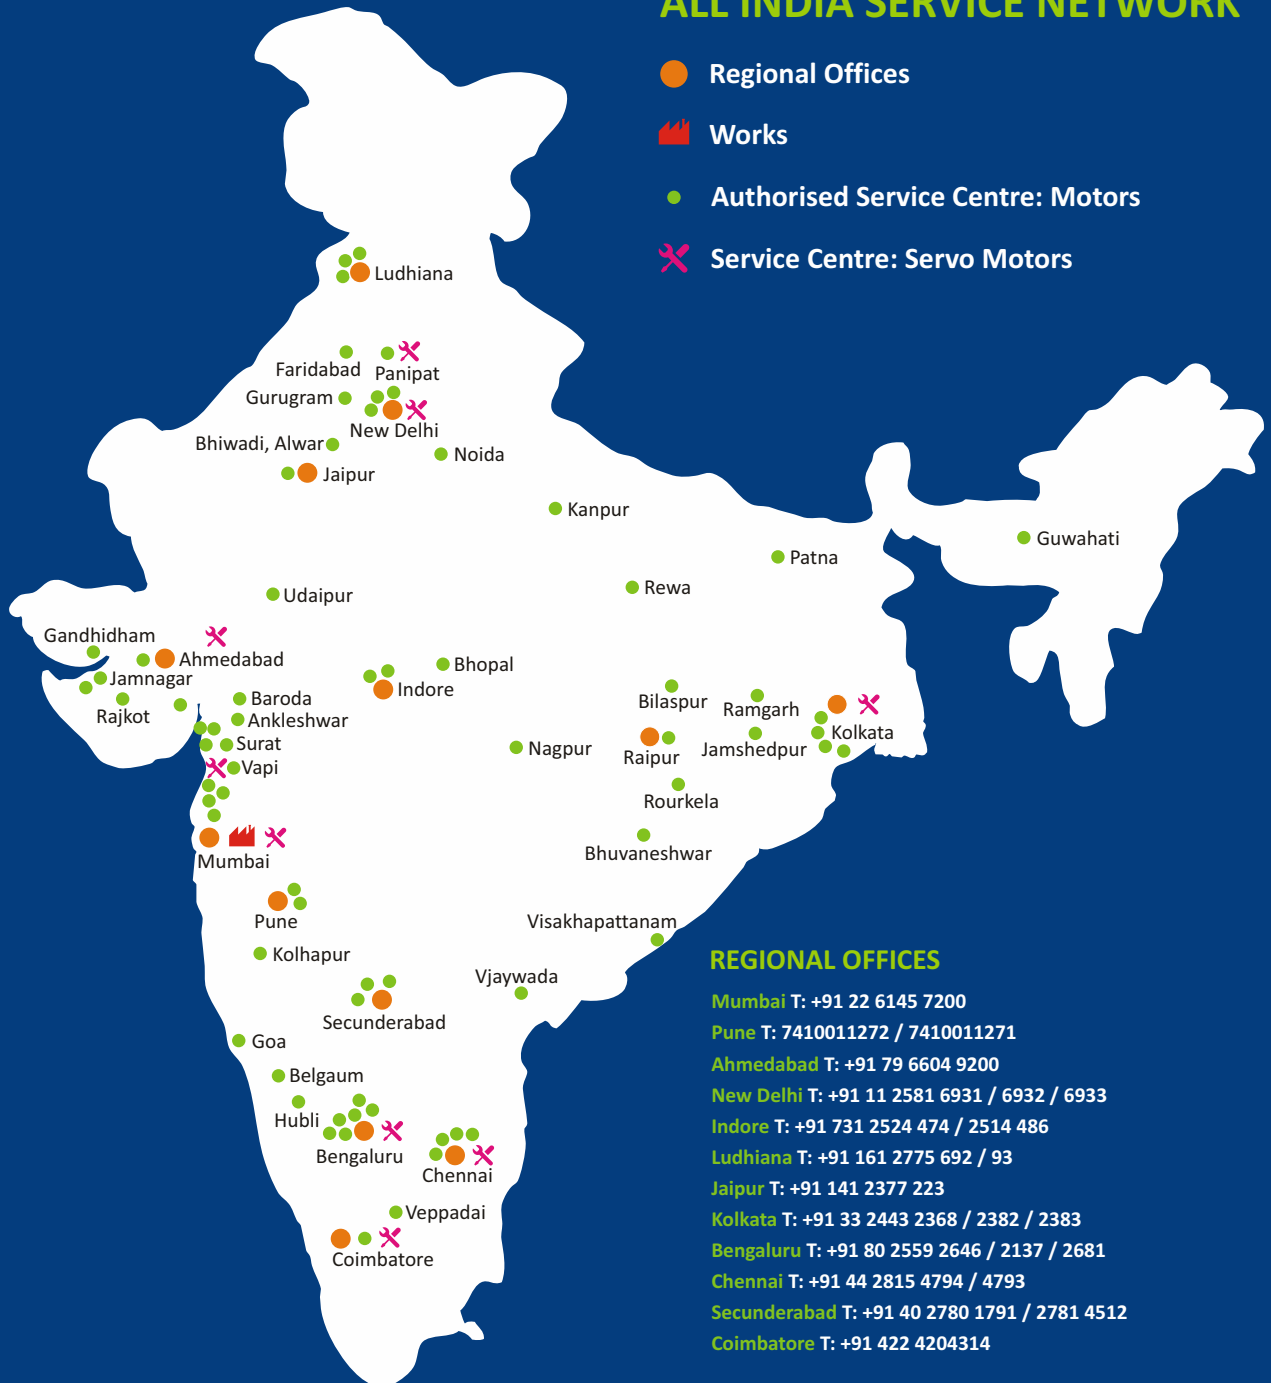 ALL INDIA SERVICE NETWORK
Regional Offices
Works
Authorised Service Centre: Motors
Service Centre: Servo Motors
Ludhiana
Faridabad
Panipat
Gurugram
New Delhi
Bhiwadi, Alwar
Noida
Jaipur
Kanpur
Guwahati
Patna
Rewa
Udaipur
Gandhidham
Ahmedabad
Bhopal
Jamnagar
Indore
Baroda
Bilaspur
Ramgarh
Rajkot
Ankleshwar
Kolkata
Surat
Nagpur
Raipur
Jamshedpur
Vapi
Rourkela
Mumbai
Bhuvaneshwar
Pune
Visakhapattanam
Kolhapur
Vjaywada
Secunderabad
Goa
Belgaum
Hubli
Bengaluru
Chennai
Veppadai
Coimbatore
REGIONAL OFFICES
Mumbai T: +91 22 6145 7200
Pune T: 7410011272 / 7410011271
Ahmedabad T: +91 79 6604 9200
New Delhi T: +91 11 2581 6931 / 6932 / 6933
Indore T: +91 731 2524 474 / 2514 486
Ludhiana T: +91 161 2775 692 / 93
Jaipur T: +91 141 2377 223
Kolkata T: +91 33 2443 2368 / 2382 / 2383
Bengaluru T: +91 80 2559 2646 / 2137 / 2681
Chennai T: +91 44 2815 4794 / 4793
Secunderabad T: +91 40 2780 1791 / 2781 4512
Coimbatore T: +91 422 4204314